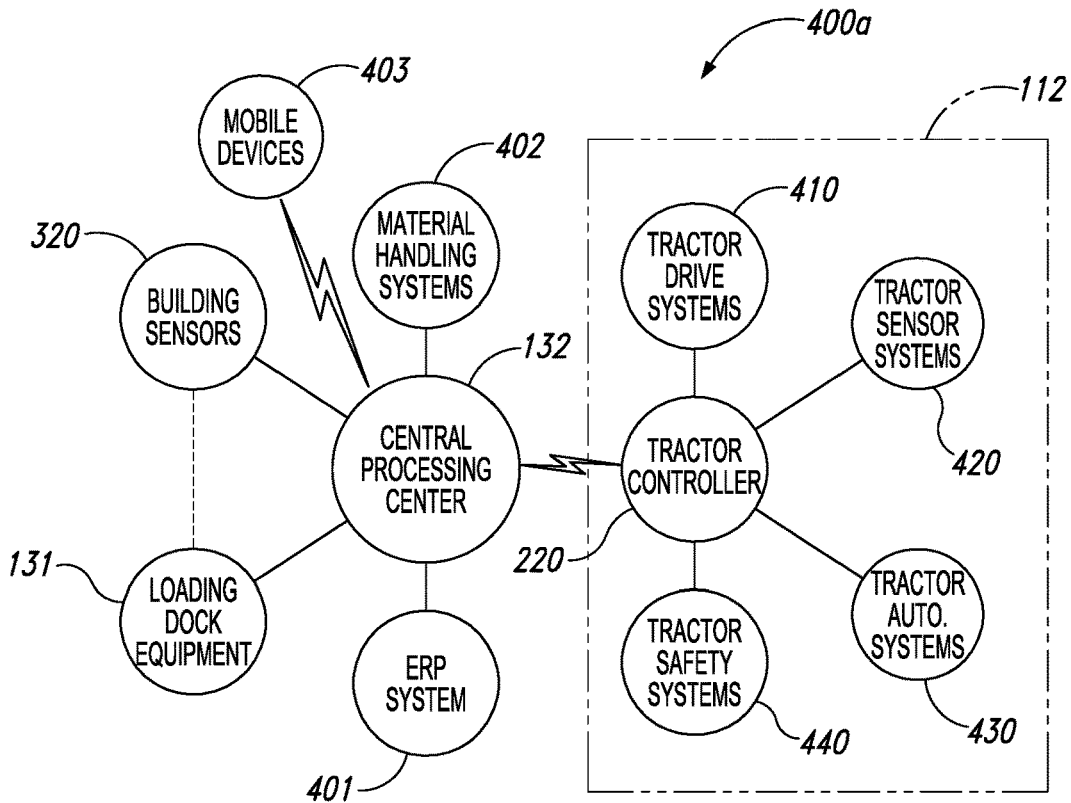 400a
403
MOBILE
DEVICES
112
402
MATERIAL
HANDLING
SYSTEMS
410
TRACTOR
DRIVE
SYSTEMS
320
BUILDING
SENSORS
TRACTOR
SENSOR
SYSTEMS
420
132
CENTRAL
PROCESSING
CENTER
TRACTOR
CONTROLLER
220
131
LOADING
DOCK
EQUIPMENT
ERP
SYSTEM
401
TRACTOR
SAFETY
SYSTEMS
440
TRACTOR
AUTO.
SYSTEMS
430